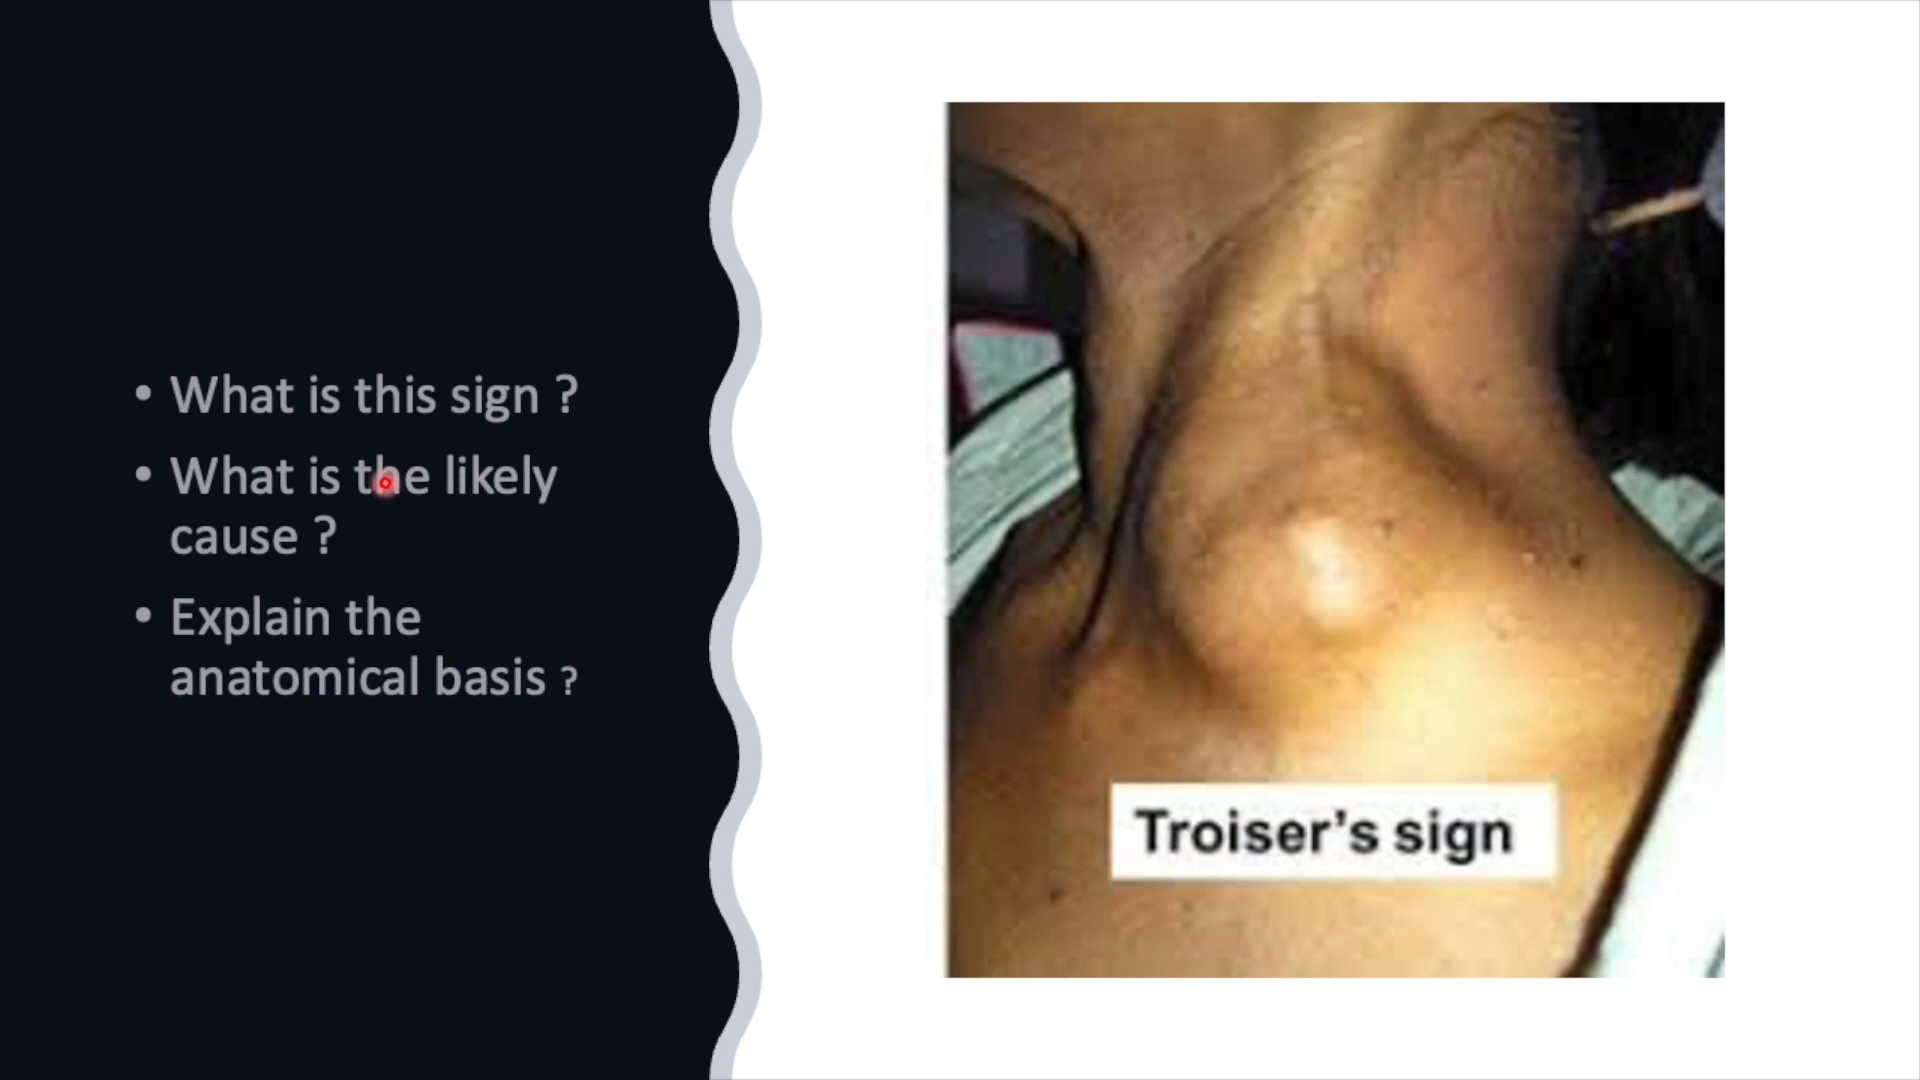 • What is this sign ?
• What is the likely
cause ?
• Explain the
anatomical basis ?
Troiser's sign